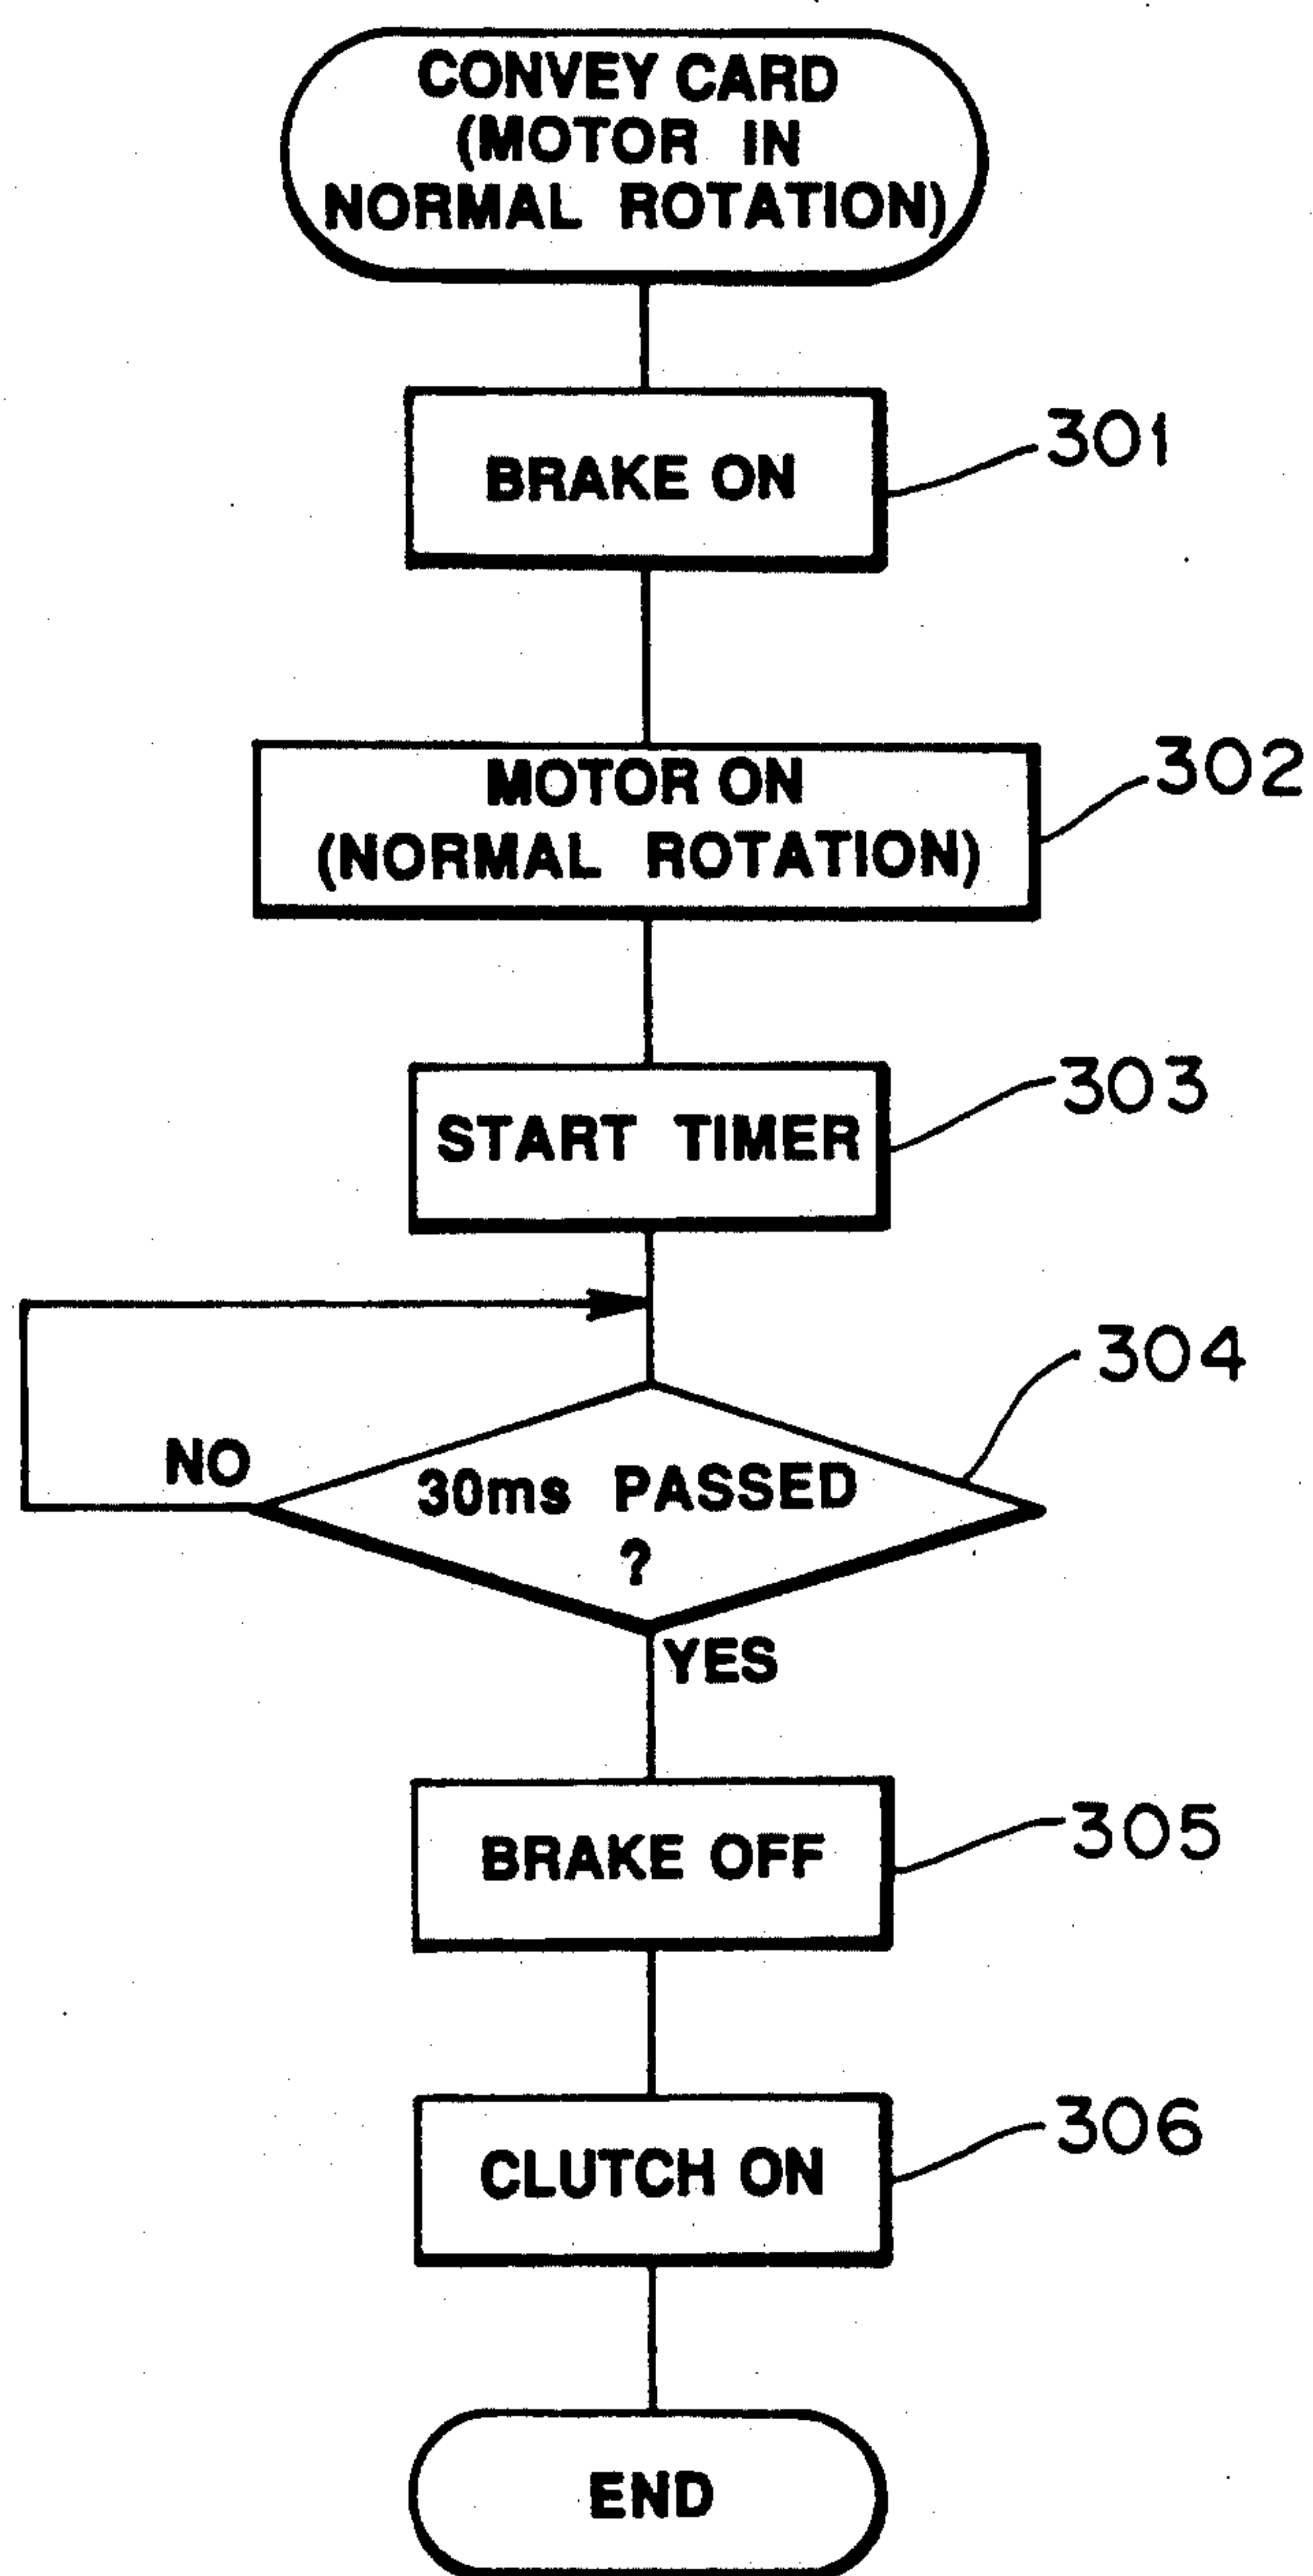 CONVEY CARD
(MOTOR IN
NORMAL ROTATION)
BRAKE ON
301
MOTOR ON
(NORMAL ROTATION)
302
START TIMER
303
304
NO
30ms PASSED
?
YES
BRAKE OFF
305
CLUTCH ON
306
END